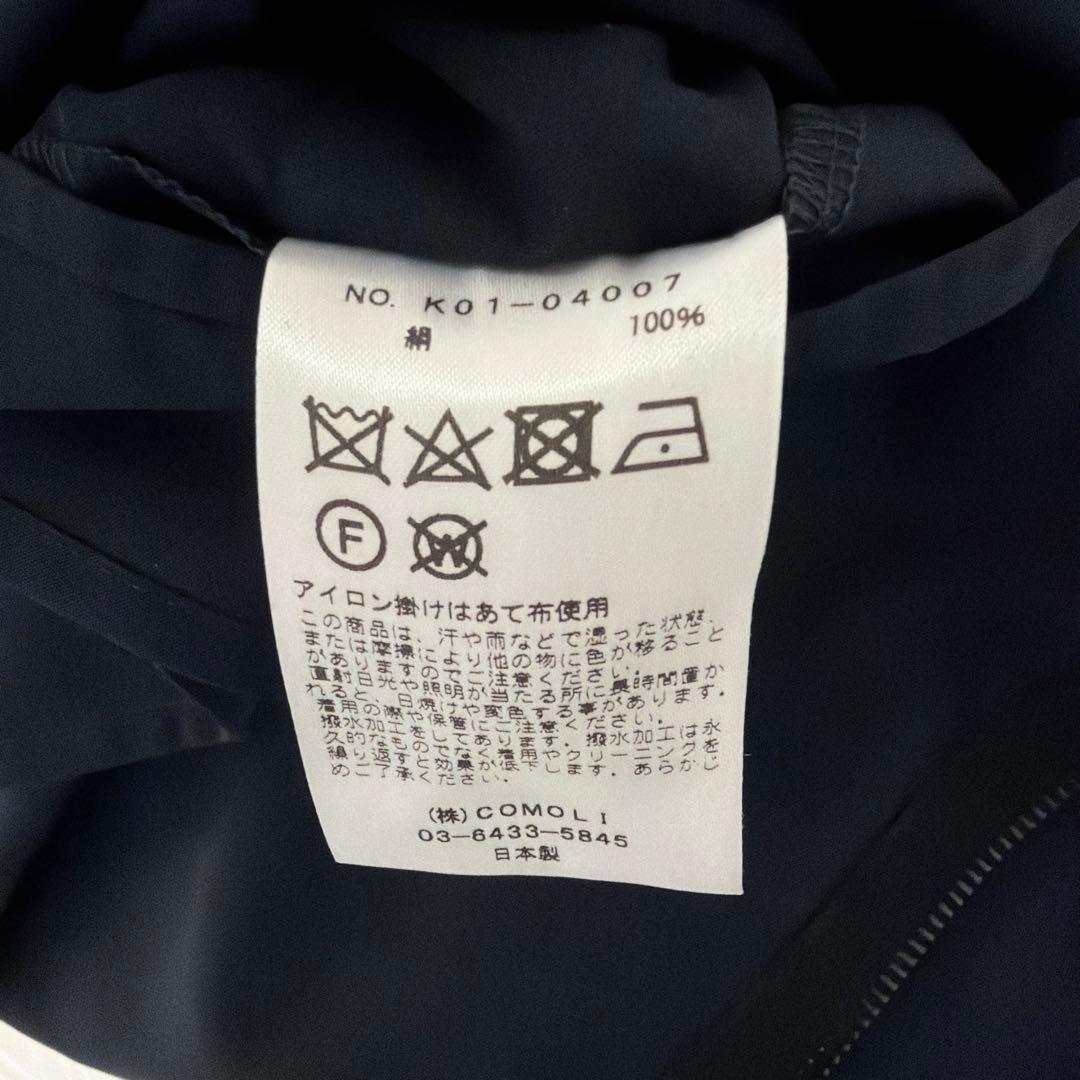 NO. K01-04007
絹 100%
F
W
アイロン掛けはあて布使用
この商品は、汗や雨などで湿った状態、
または摩擦により他の物に色が移ること
がありますのでご注意ください。
直射日光や照明が当たる所に長時間置か
れると、日焼けや変色する事があります。
着用の際や保管にご注意ください。
撥水加工をしてあります。撥水加工は永
久的なものでなく着用やクリーニングを
繰り返すと効果が低下します。あらかじ
めご了承ください。
(株)COMOLI
03-6433-5845
日本製